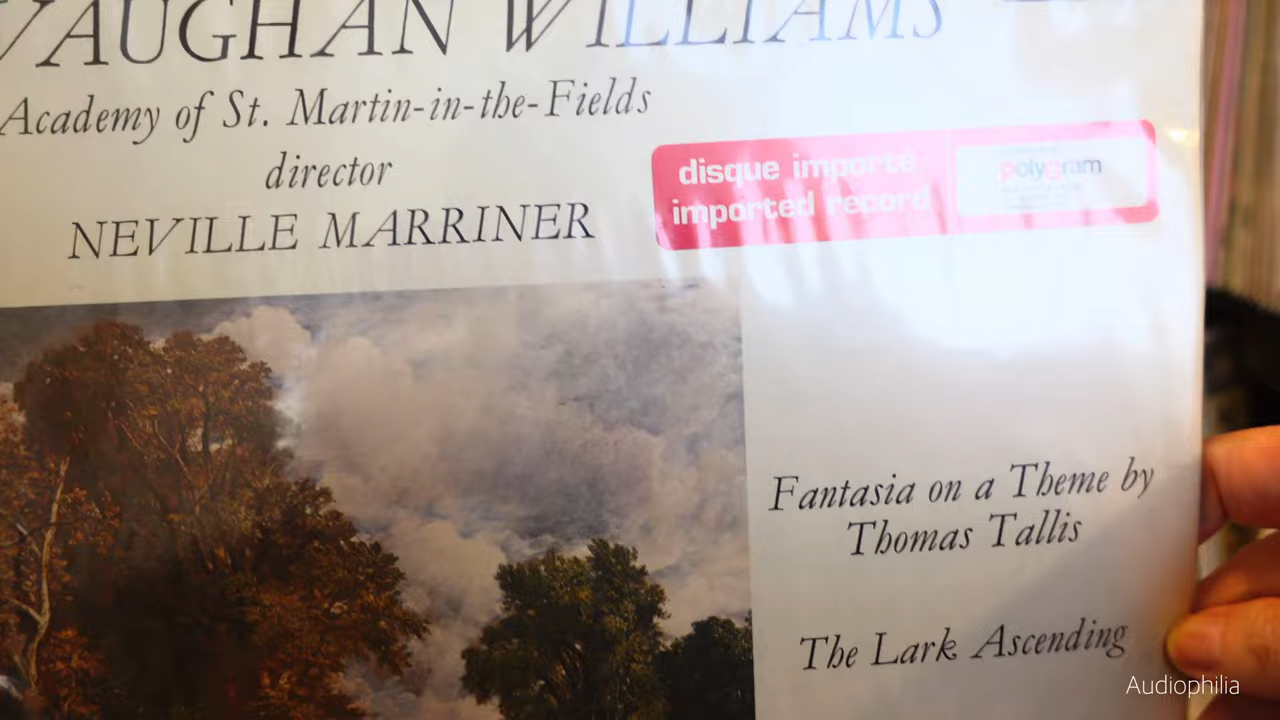 VAUGHAN WILLIAMS
Academy of St. Martin-in-the-Fields
director
NEVILLE MARRINER
disque importé
imported record
polygram
Fantasia on a Theme by
Thomas Tallis
The Lark Ascending
Audiophilia